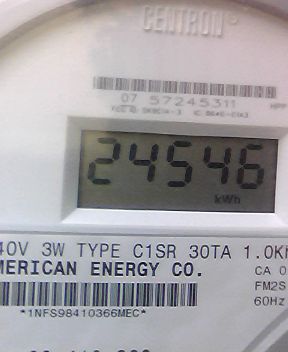 CENTRON
07 57245311
24546
kWh
40V 3W TYPE C1SR 30TA 1.0K
MERICAN ENERGY CO.
CA 0
FM2S
60Hz
*1NFS98410366MEC*